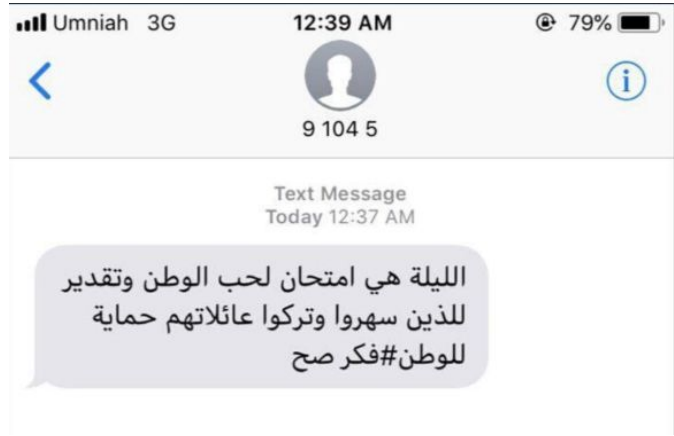 Umniah 3G 12:39 AM 79%
9 104 5
Text Message
Today 12:37 AM
الليلة هي امتحان لحب الوطن وتقدير
للذين سهروا وتركوا عائلاتهم حماية
للوطن#فكر صح